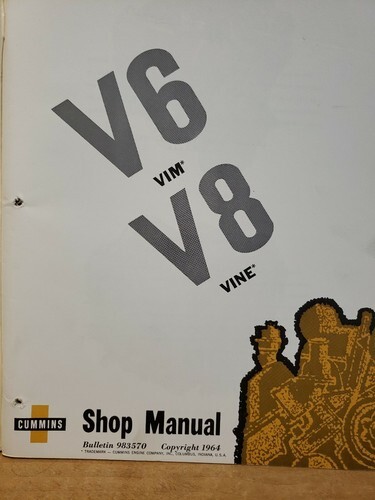 V6
VIM*
V8
VINE*
CUMMINS
Shop Manual
Bulletin 983570 Copyright 1964
* TRADEMARK — CUMMINS ENGINE COMPANY, INC., COLUMBUS, INDIANA, U.S.A.